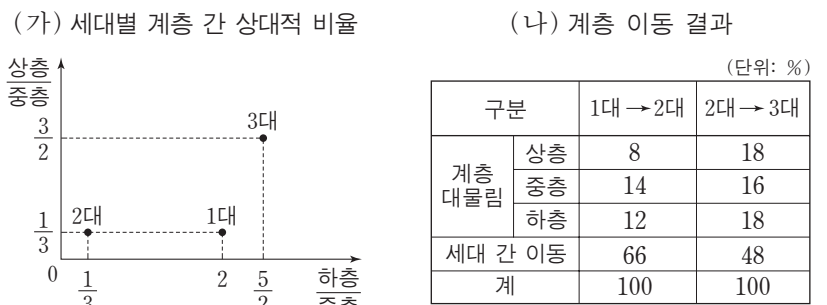 (가) 세대별 계층 간 상대적 비율
상층
중층
3
2
1
3
0
2대
1대
3대
1
3
2
5
2
하층
중층
(나) 계층 이동 결과
(단위: %)
구분 1대→2대 2대→3대
계층 대물림
상층 8 18
중층 14 16
하층 12 18
세대 간 이동 66 48
계 100 100